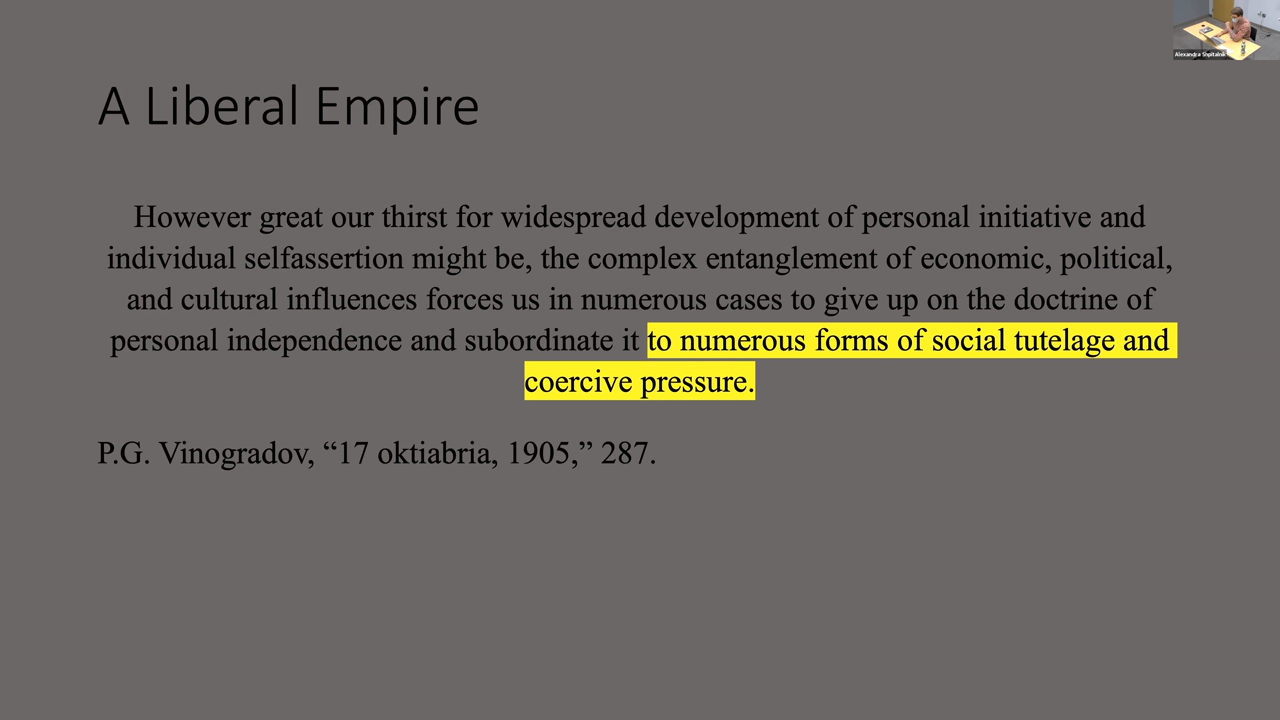 Alexandra Shpitalnik
A Liberal Empire
However great our thirst for widespread development of personal initiative and
individual selfassertion might be, the complex entanglement of economic, political,
and cultural influences forces us in numerous cases to give up on the doctrine of
personal independence and subordinate it to numerous forms of social tutelage and
coercive pressure.
P.G. Vinogradov, “17 oktiabria, 1905,” 287.